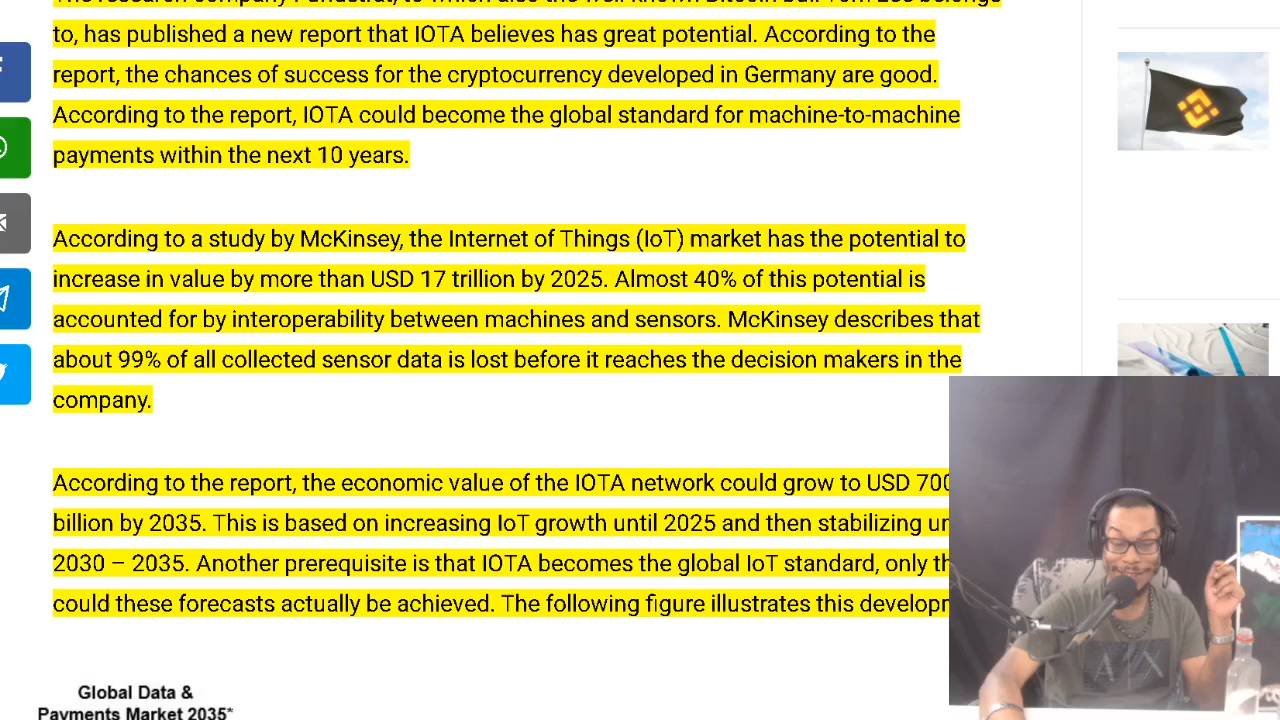 to, has published a new report that IOTA believes has great potential. According to the
report, the chances of success for the cryptocurrency developed in Germany are good.
According to the report, IOTA could become the global standard for machine-to-machine
payments within the next 10 years.
According to a study by McKinsey, the Internet of Things (IoT) market has the potential to
increase in value by more than USD 17 trillion by 2025. Almost 40% of this potential is
accounted for by interoperability between machines and sensors. McKinsey describes that
about 99% of all collected sensor data is lost before it reaches the decision makers in the
company.
According to the report, the economic value of the IOTA network could grow to USD 700
billion by 2035. This is based on increasing IoT growth until 2025 and then stabilizing
2030 – 2035. Another prerequisite is that IOTA becomes the global IoT standard, only
could these forecasts actually be achieved. The following figure illustrates this
Global Data &
Payments Market 2035*
A|X